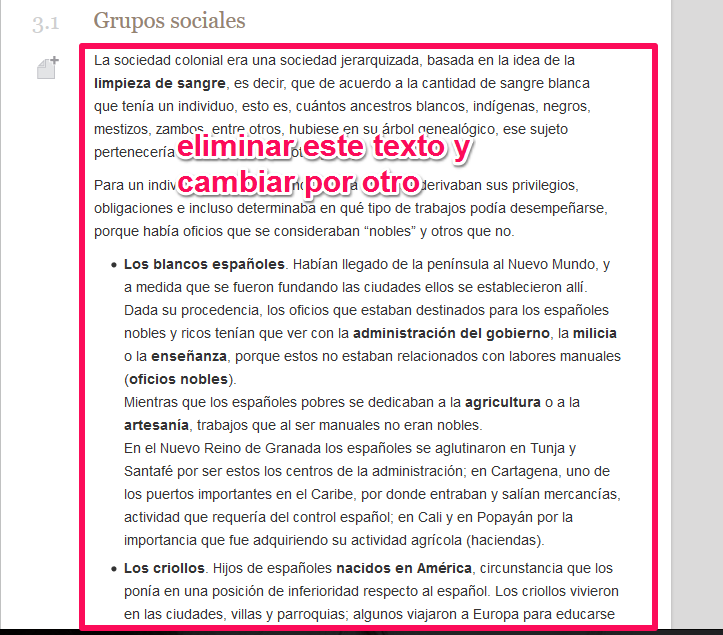 3.1 Grupos sociales
La sociedad colonial era una sociedad jerarquizada, basada en la idea de la
limpieza de sangre, es decir, que de acuerdo a la cantidad de sangre blanca
que tenía un individuo, esto es, cuántos ancestros blancos, indígenas, negros,
mestizos, zambos, entre otros, hubiese en su árbol genealógico, ese sujeto
pertenecería
eliminar este texto y
cambiar por otro
Para un derivaban sus privilegios,
obligaciones e incluso determinaba en qué tipo de trabajos podía desempeñarse,
porque había oficios que se consideraban “nobles” y otros que no.
• Los blancos españoles. Habían llegado de la península al Nuevo Mundo, y
a medida que se fueron fundando las ciudades ellos se establecieron allí.
Dada su procedencia, los oficios que estaban destinados para los españoles
nobles y ricos tenían que ver con la administración del gobierno, la milicia
o la enseñanza, porque estos no estaban relacionados con labores manuales
(oficios nobles).
Mientras que los españoles pobres se dedicaban a la agricultura o a la
artesanía, trabajos que al ser manuales no eran nobles.
En el Nuevo Reino de Granada los españoles se aglutinaron en Tunja y
Santafé por ser estos los centros de la administración; en Cartagena, uno de
los puertos importantes en el Caribe, por donde entraban y salían mercancías,
actividad que requería del control español; en Cali y en Popayán por la
importancia que fue adquiriendo su actividad agrícola (haciendas).
• Los criollos. Hijos de españoles nacidos en América, circunstancia que los
ponía en una posición de inferioridad respecto al español. Los criollos vivieron
en las ciudades, villas y parroquias; algunos viajaron a Europa para educarse